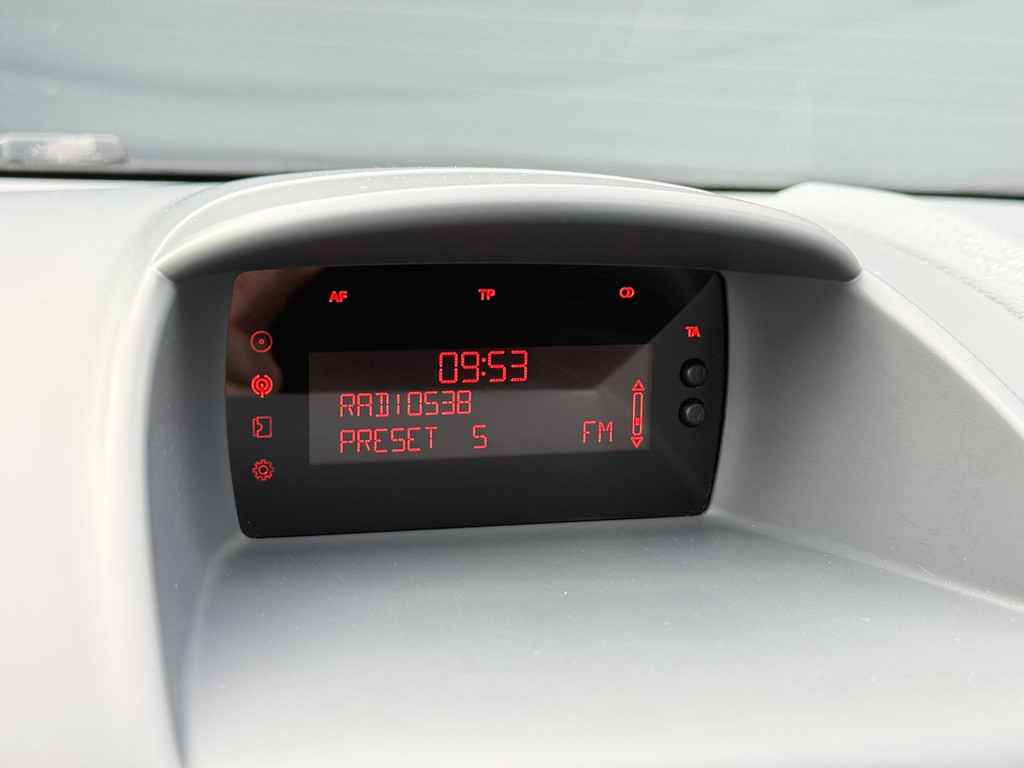 AF TP
TA
09:53
RADIO538
PRESET 5 FM